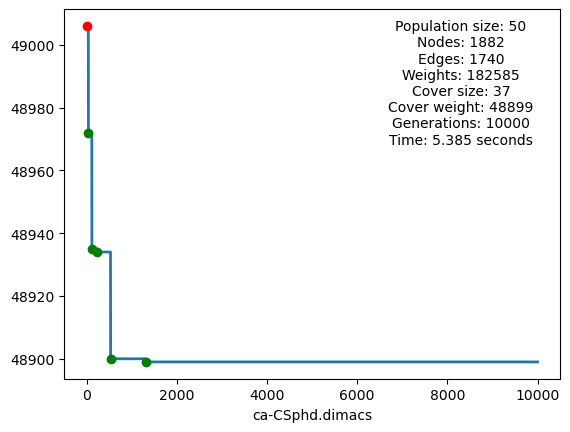 Population size: 50
Nodes: 1882
Edges: 1740
Weights: 182585
Cover size: 37
Cover weight: 48899
Generations: 10000
Time: 5.385 seconds
49000
48980
48960
48940
48920
48900
0 2000 4000 6000 8000 10000
ca-CSphd.dimacs